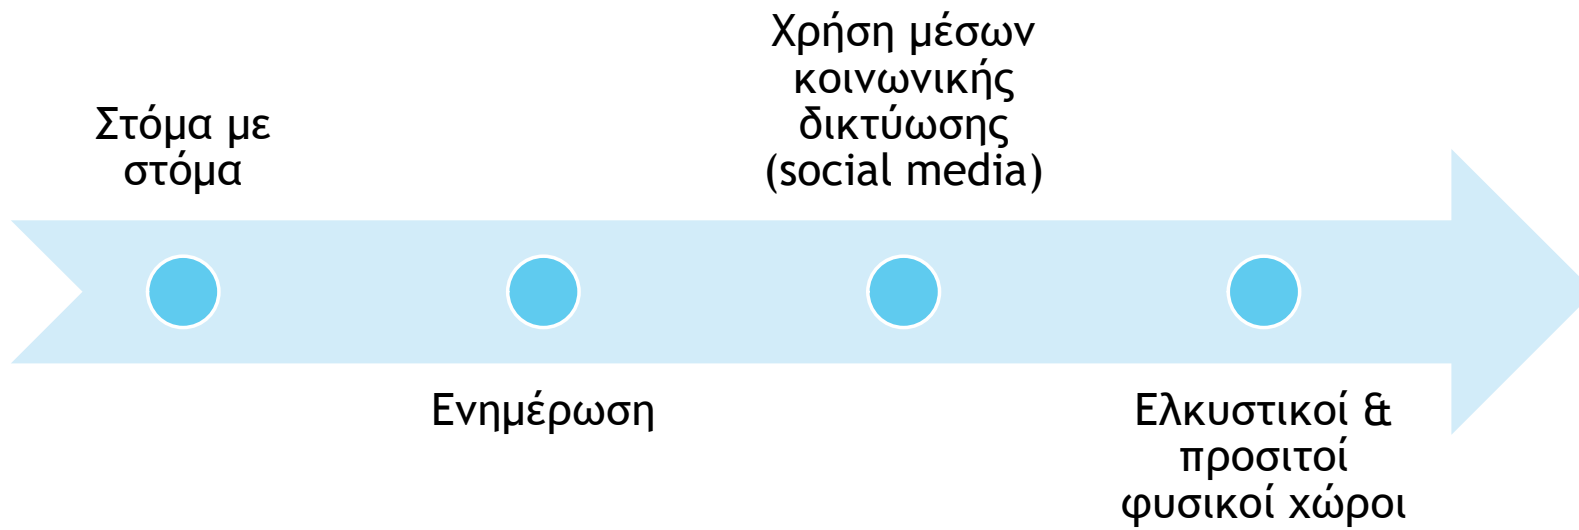 Στόμα με
στόμα
Ενημέρωση
Χρήση μέσων
κοινωνικής
δικτύωσης
(social media)
Ελκυστικοί &
προσιτοί
φυσικοί χώροι